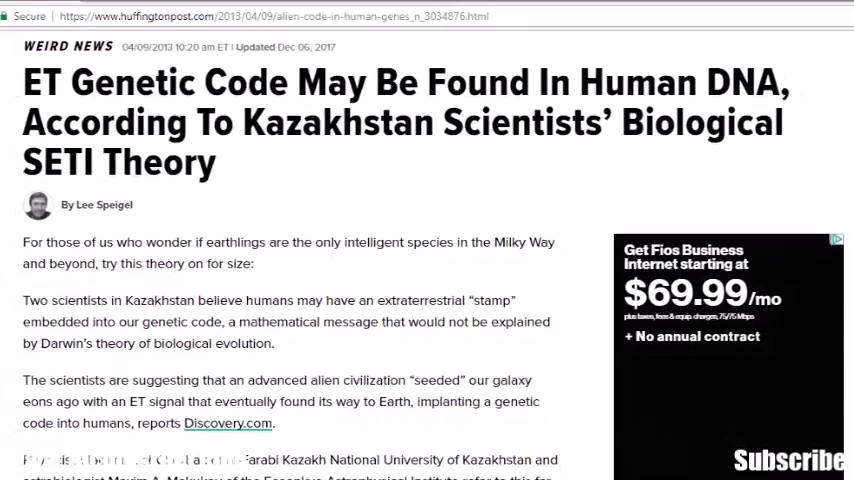 Secure | https://www.huffingtonpost.com/2013/04/09/alien-code-in-human-genes_n_3034876.html
WEIRD NEWS 04/09/2013 10:20 am ET | Updated Dec 06, 2017
ET Genetic Code May Be Found In Human DNA,
According To Kazakhstan Scientists’ Biological
SETI Theory
By Lee Speigel
For those of us who wonder if earthlings are the only intelligent species in the Milky Way
and beyond, try this theory on for size:
Two scientists in Kazakhstan believe humans may have an extraterrestrial “stamp”
embedded into our genetic code, a mathematical message that would not be explained
by Darwin’s theory of biological evolution.
The scientists are suggesting that an advanced alien civilization “seeded” our galaxy
eons ago with an ET signal that eventually found its way to Earth, implanting a genetic
code into humans, reports Discovery.com.
Farabi Kazakh National University of Kazakhstan and
Get Fios Business
Internet starting at
$69.99/mo
plus taxes, fees & equip. charges, 75/75 Mbps
+ No annual contract
Subscribe